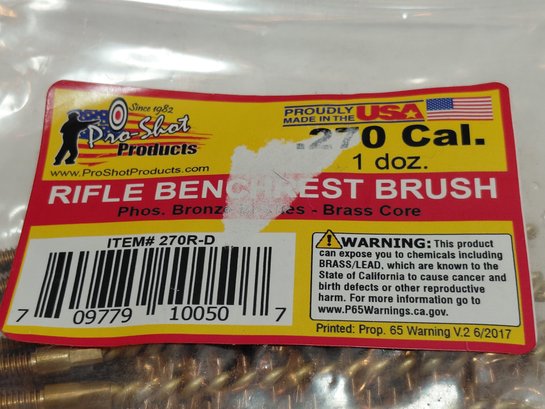 Since 1982
Pro-Shot
Products
www.ProShotProducts.com
PROUDLY
MADE IN THE
USA
.270 Cal.
1 doz.
RIFLE BENCHREST BRUSH
Phos. Bronze - Brass Core
ITEM# 270R-D
7 09779 10050 7
WARNING: This product
can expose you to chemicals including
BRASS/LEAD, which are known to the
State of California to cause cancer and
birth defects or other reproductive
harm. For more information go to
www.P65Warnings.ca.gov.
Printed: Prop. 65 Warning V.2 6/2017